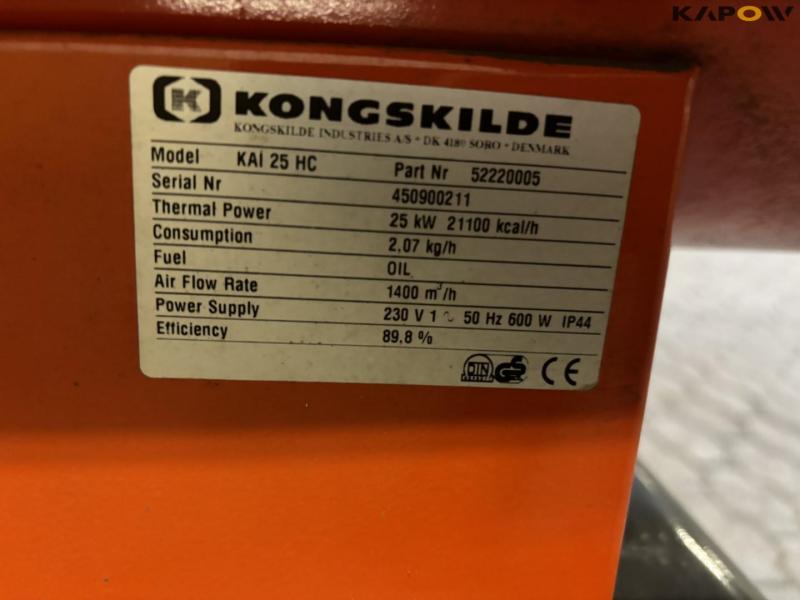 KAPOW
K KONGSKILDE
KONGSKILDE INDUSTRIES A/S • DK 4180 SORO • DENMARK
Model KAI 25 HC Part Nr 52220005
Serial Nr 450900211
Thermal Power 25 kW 21100 kcal/h
Consumption 2,07 kg/h
Fuel OIL
Air Flow Rate 1400 m³/h
Power Supply 230 V 1 ~ 50 Hz 600 W IP44
Efficiency 89,8 %
DIN GS CE